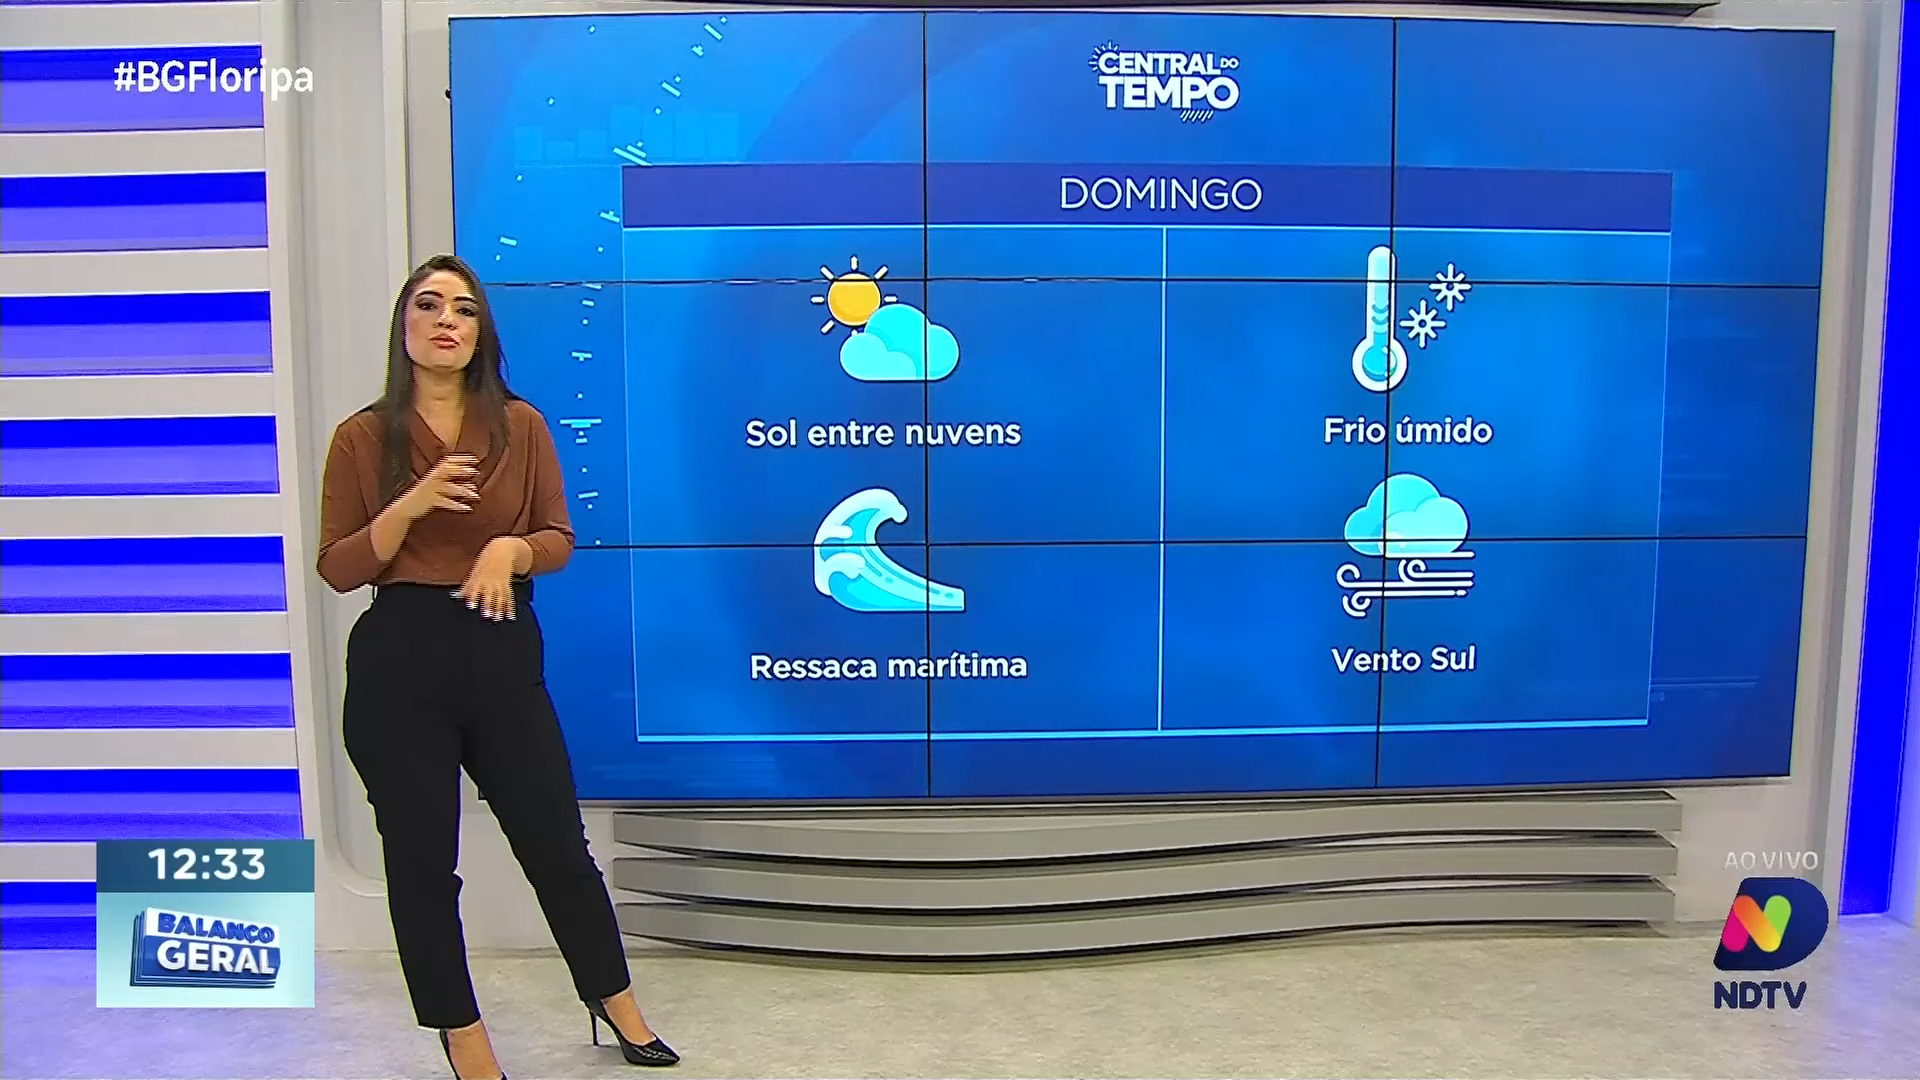 #BGFloripa
CENTRAL DO
TEMPO
DOMINGO
Sol entre nuvens
Frio úmido
Ressaca marítima
Vento Sul
12:33
BALANÇO
GERAL
AO VIVO
NDTV